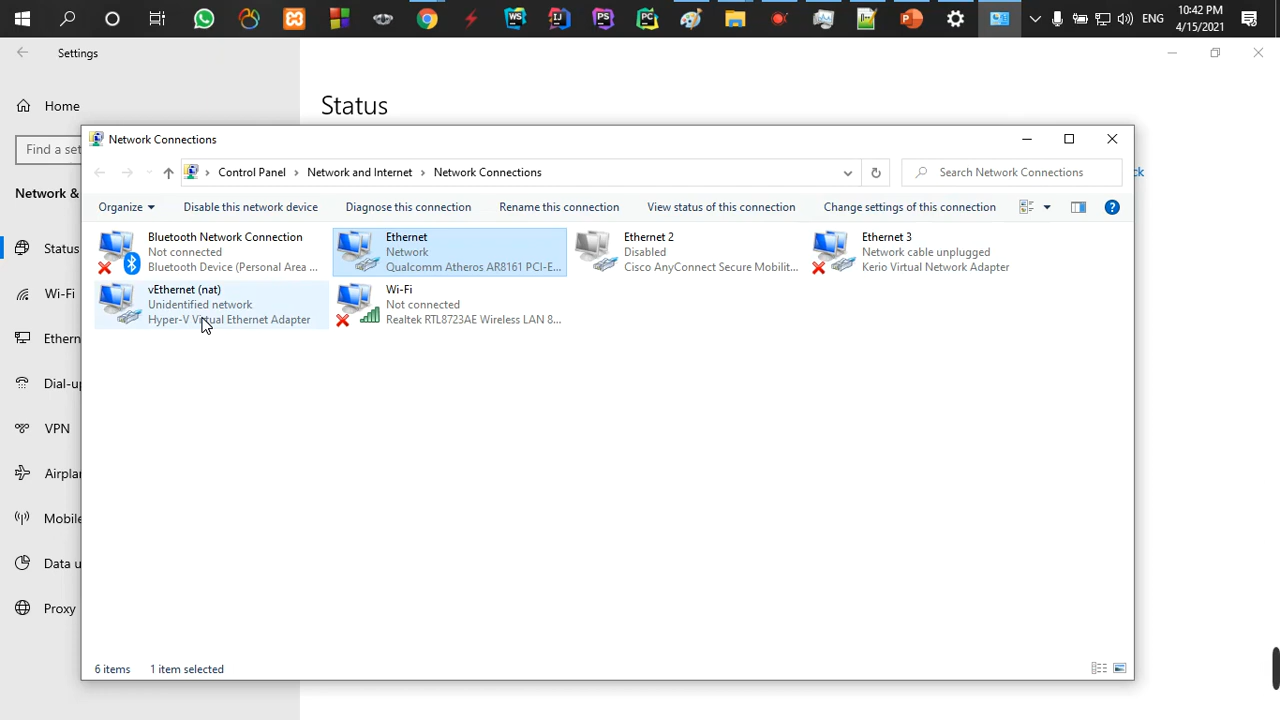 WS
PS
PC
ENG
10:42 PM
4/15/2021
Settings
Home
Status
Find a set
Network &
Status
Wi-Fi
Ethern
Dial-up
VPN
Airplan
Mobile
Data u
Proxy
ck
Network Connections
Control Panel > Network and Internet > Network Connections
Search Network Connections
Organize
Disable this network device
Diagnose this connection
Rename this connection
View status of this connection
Change settings of this connection
Bluetooth Network Connection
Not connected
Bluetooth Device (Personal Area ...
Ethernet
Network
Qualcomm Atheros AR8161 PCI-E...
Ethernet 2
Disabled
Cisco AnyConnect Secure Mobilit...
Ethernet 3
Network cable unplugged
Kerio Virtual Network Adapter
vEthernet (nat)
Unidentified network
Hyper-V Virtual Ethernet Adapter
Wi-Fi
Not connected
Realtek RTL8723AE Wireless LAN 8...
6 items
1 item selected